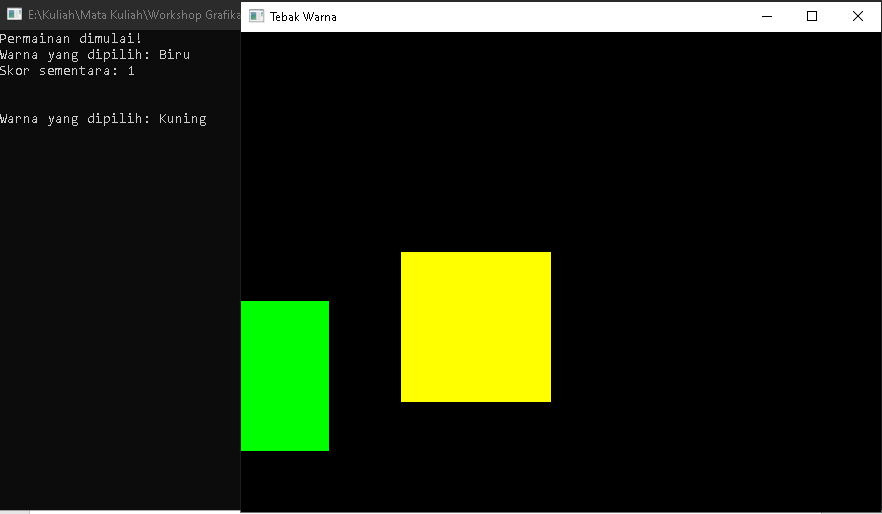 E:\Kuliah\Mata Kuliah\Workshop Grafika
Tebak Warna
Permainan dimulai!
Warna yang dipilih: Biru
Skor sementara: 1
Warna yang dipilih: Kuning